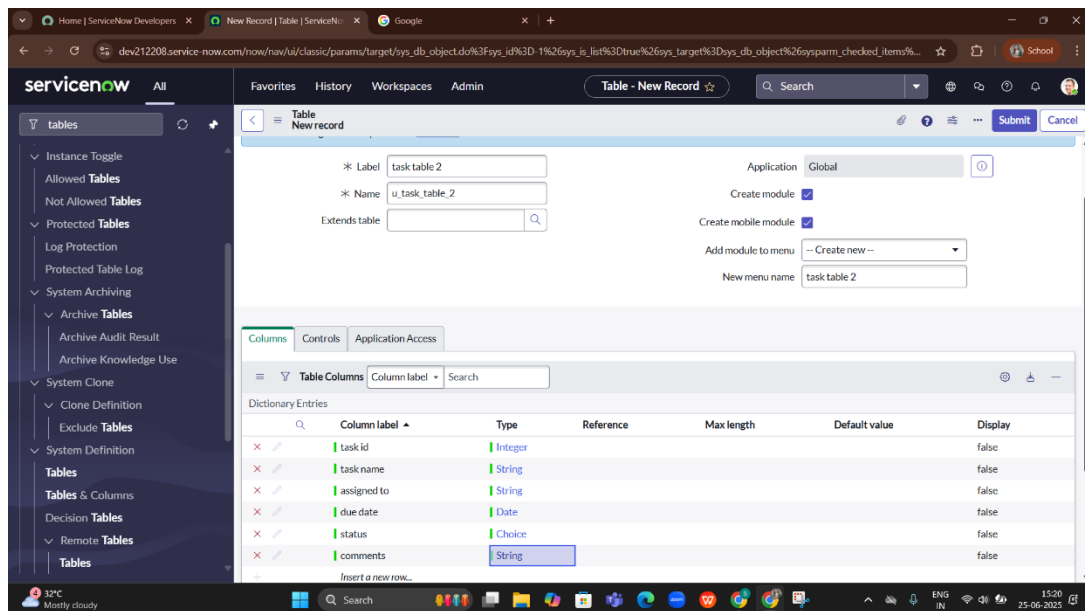 Home | ServiceNow Developers
New Record | Table | ServiceNo
Google
dev212208.service-now.com/now/nav/ui/classic/params/target/sys_db_object.do%3Fsys_id%3D-1%26sys_is_list%3Dtrue%26sys_target%3Dsys_db_object%26sysparm_checked_items%...
School
servicenow
All
Favorites History Workspaces Admin
Table - New Record
Search
tables
Table
New record
Submit
Cancel
Instance Toggle
Allowed Tables
Not Allowed Tables
Protected Tables
Log Protection
Protected Table Log
System Archiving
Archive Tables
Archive Audit Result
Archive Knowledge Use
System Clone
Clone Definition
Exclude Tables
System Definition
Tables
Tables & Columns
Decision Tables
Remote Tables
Tables
Label task table 2
Name u_task_table_2
Extends table
Application Global
Create module
Create mobile module
Add module to menu -- Create new --
New menu name task table 2
Columns Controls Application Access
Table Columns Column label Search
Dictionary Entries
Column label Type Reference Max length Default value Display
task id Integer false
task name String false
assigned to String false
due date Date false
status Choice false
comments String false
Insert a new row...
4
32°C
Mostly cloudy
Search
ENG
IN
15:20
25-06-2025